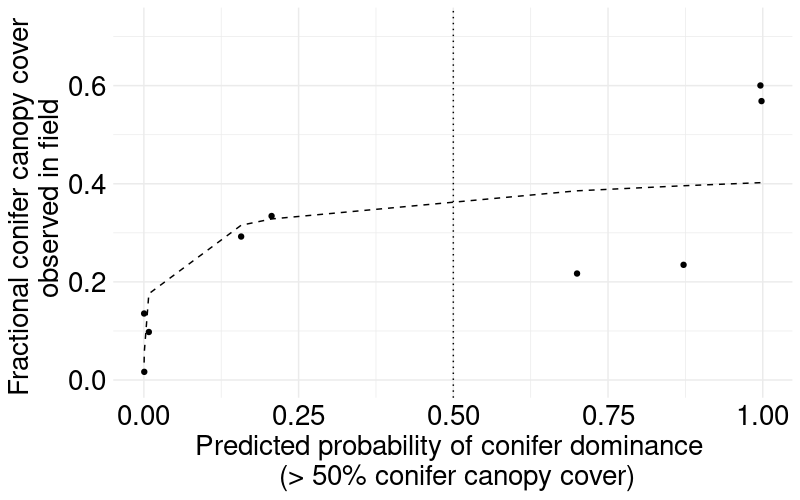 Fractional conifer canopy cover
observed in field
0.6
0.4
0.2
0.0
0.00 0.25 0.50 0.75 1.00
Predicted probability of conifer dominance
(> 50% conifer canopy cover)